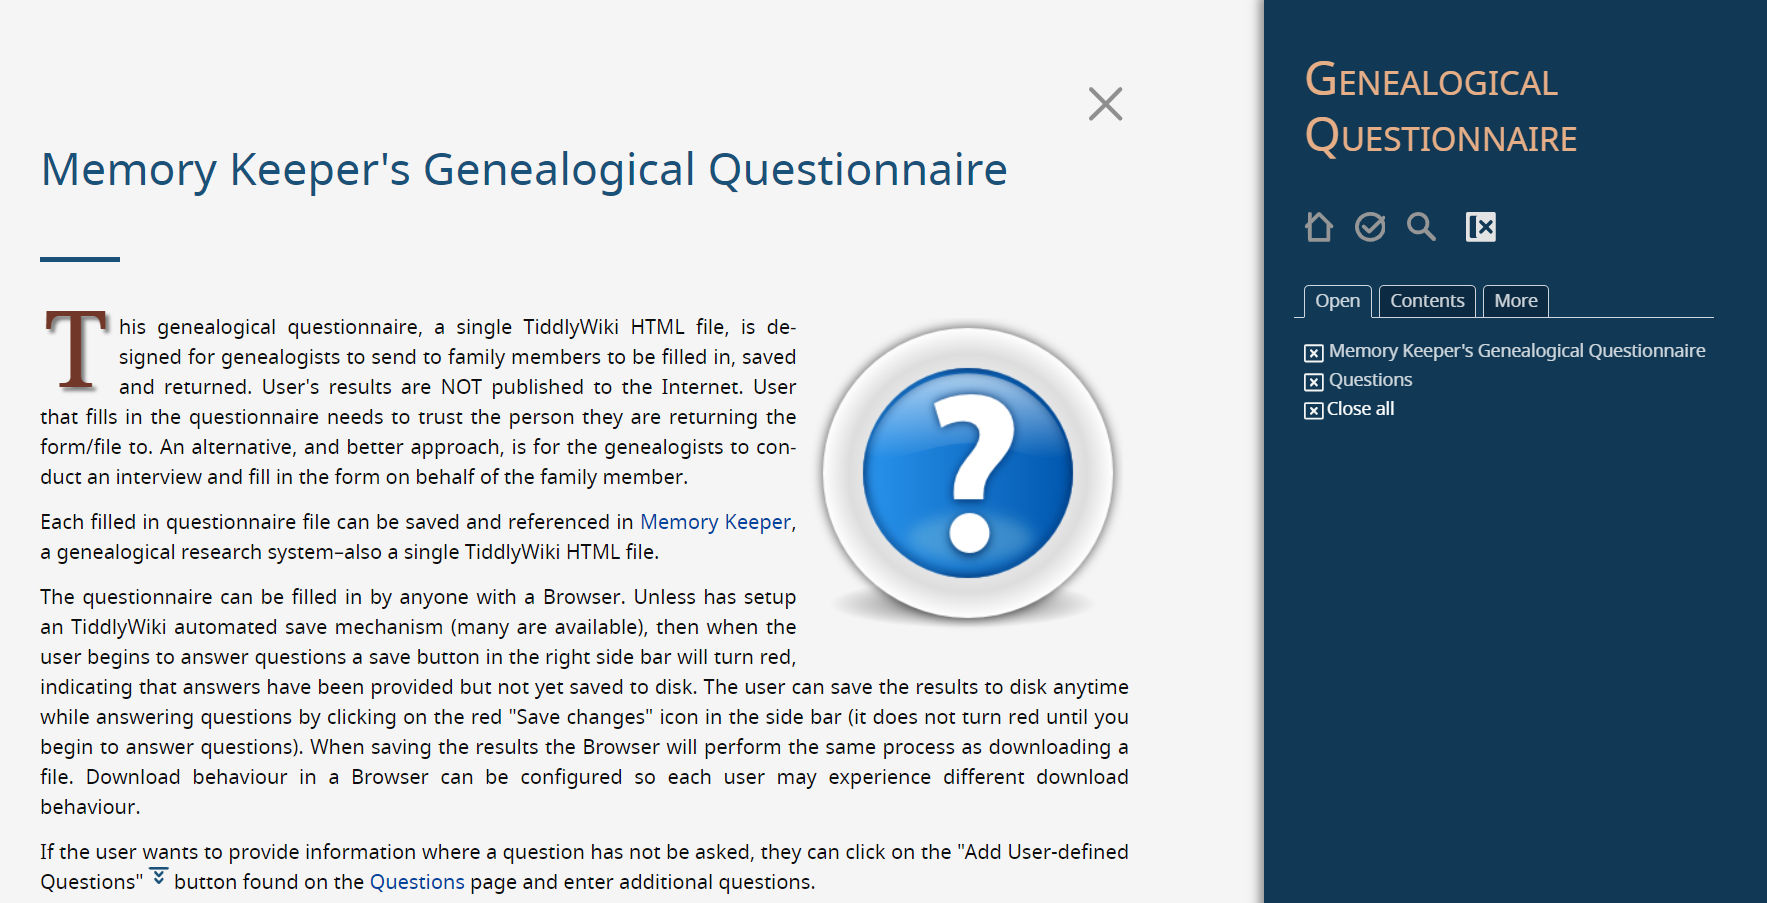 Memory Keeper's Genealogical Questionnaire
This genealogical questionnaire, a single TiddlyWiki HTML file, is de-
signed for genealogists to send to family members to be filled in, saved
and returned. User's results are NOT published to the Internet. User
that fills in the questionnaire needs to trust the person they are returning the
form/file to. An alternative, and better approach, is for the genealogists to con-
duct an interview and fill in the form on behalf of the family member.
Each filled in questionnaire file can be saved and referenced in Memory Keeper,
a genealogical research system–also a single TiddlyWiki HTML file.
The questionnaire can be filled in by anyone with a Browser. Unless has setup
an TiddlyWiki automated save mechanism (many are available), then when the
user begins to answer questions a save button in the right side bar will turn red,
indicating that answers have been provided but not yet saved to disk. The user can save the results to disk anytime
while answering questions by clicking on the red "Save changes" icon in the side bar (it does not turn red until you
begin to answer questions). When saving the results the Browser will perform the same process as downloading a
file. Download behaviour in a Browser can be configured so each user may experience different download
behaviour.
If the user wants to provide information where a question has not be asked, they can click on the "Add User-defined
Questions" button found on the Questions page and enter additional questions.
?
Genealogical
Questionnaire
Open Contents More
Memory Keeper's Genealogical Questionnaire
Questions
Close all